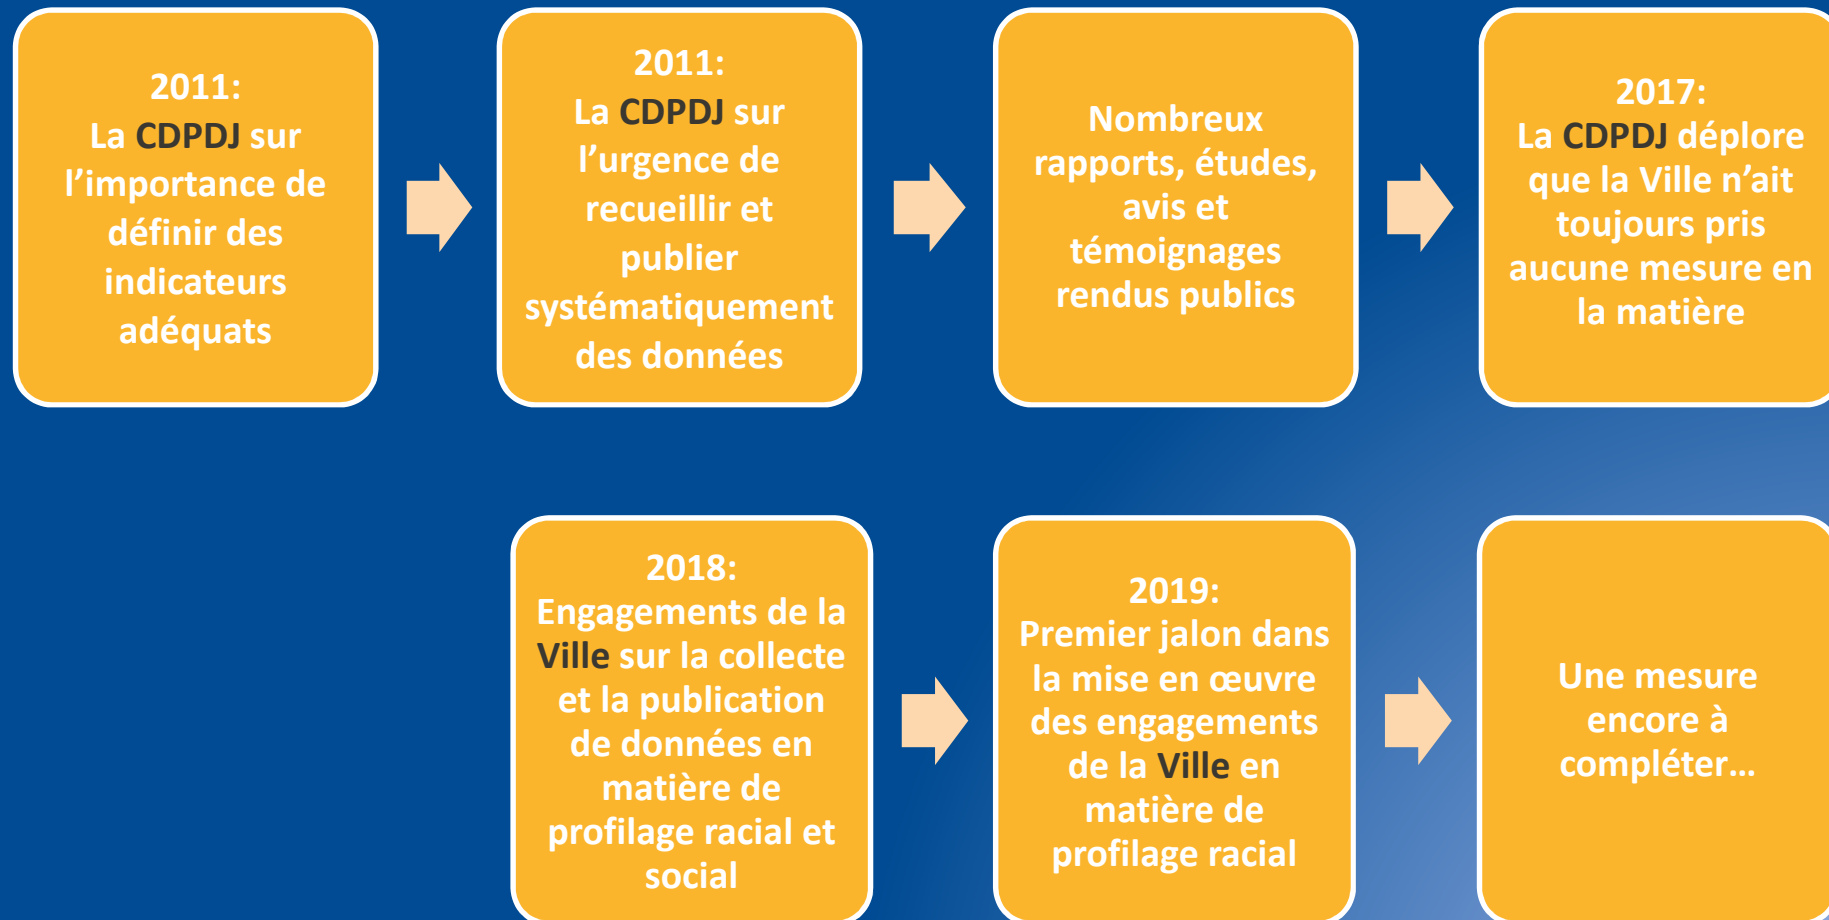 2011:
La CDPDJ sur
l’importance de
définir des
indicateurs
adéquats
2011:
La CDPDJ sur
l’urgence de
recueillir et
publier
systématiquement
des données
Nombreux
rapports, études,
avis et
témoignages
rendus publics
2017:
La CDPDJ déplore
que la Ville n’ait
toujours pris
aucune mesure en
la matière
2018:
Engagements de la
Ville sur la collecte
et la publication
de données en
matière de
profilage racial et
social
2019:
Premier jalon dans
la mise en œuvre
des engagements
de la Ville en
matière de
profilage racial
Une mesure
encore à
compléter…